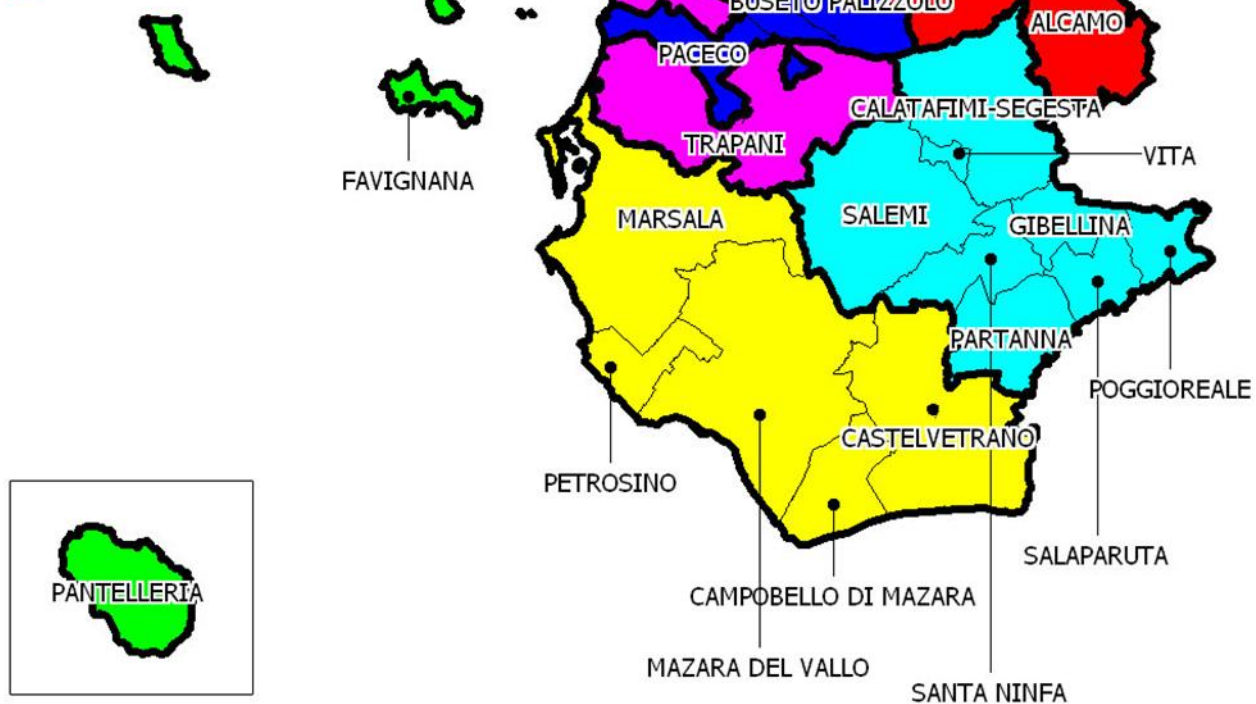 BUSETO PALIZZOLO
ALCAMO
PACECO
CALATAFIMI-SEGESTA
TRAPANI
VITA
FAVIGNANA
MARSALA
SALEMI
GIBELLINA
PARTANNA
POGGIOREALE
CASTELVETRANO
PETROSINO
SALAPARUTA
PANTELLERIA
CAMPOBELLO DI MAZARA
MAZARA DEL VALLO
SANTA NINFA